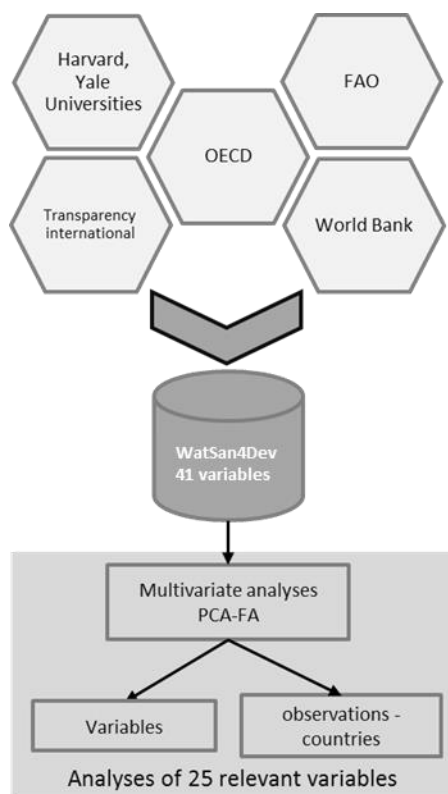 Harvard,
Yale
Universities
FAO
OECD
Transparency
international
World Bank
WatSan4Dev
41 variables
Multivariate analyses
PCA-FA
Variables
observations -
countries
Analyses of 25 relevant variables